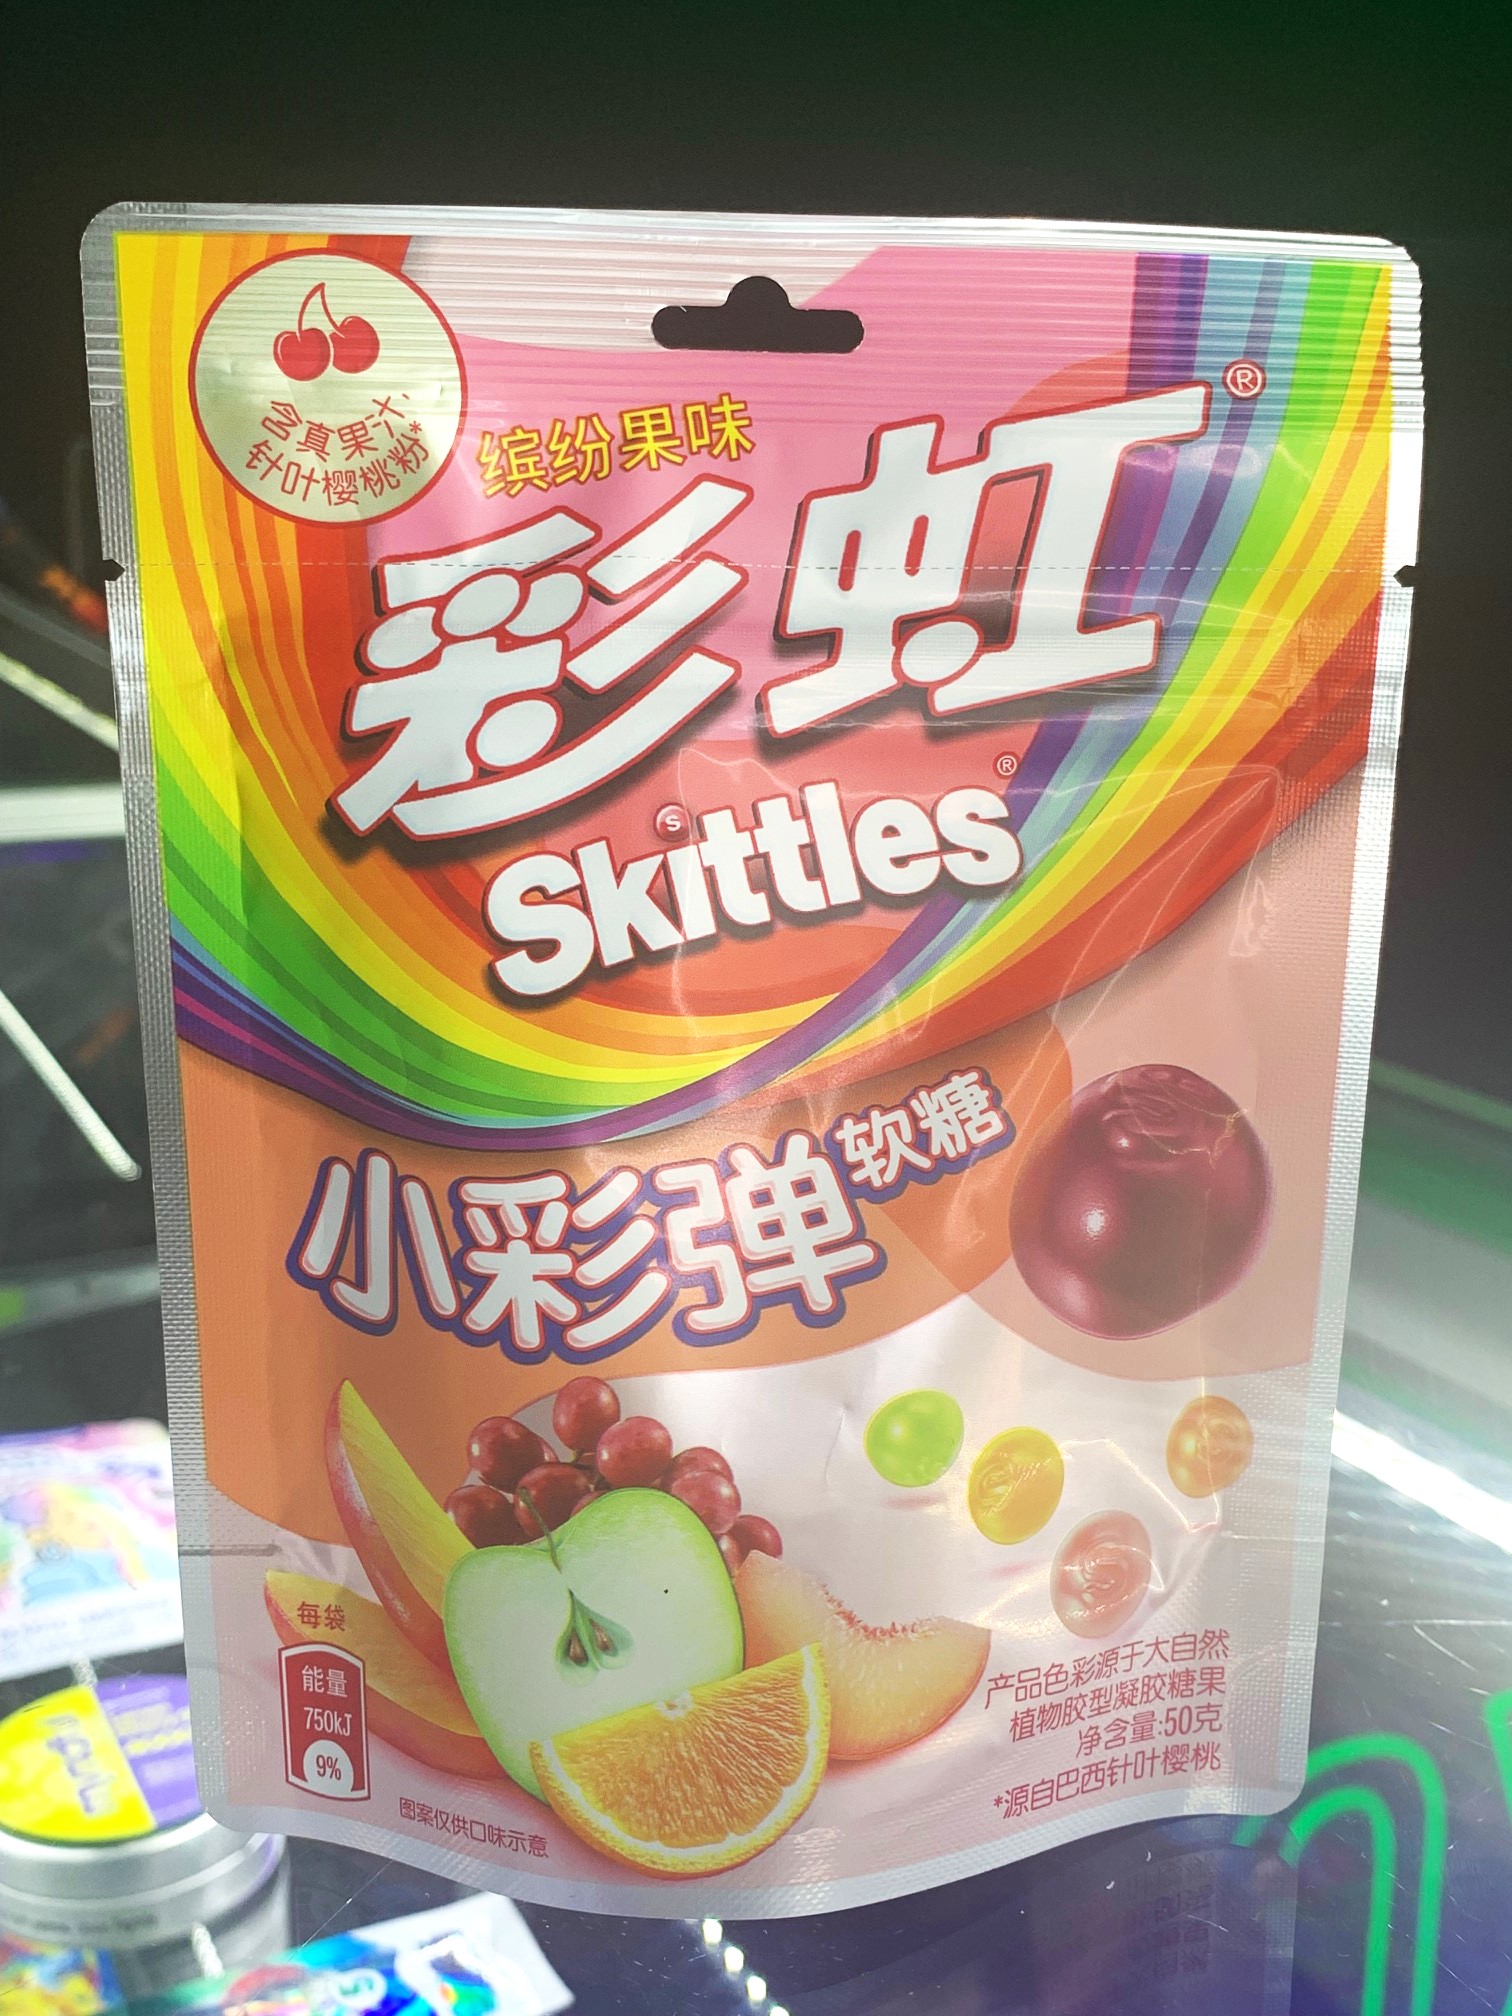 含真果汁、
针叶樱桃粉*
缤纷果味
彩虹®
Skittles®
S
小彩弹软糖
每袋
能量
750kJ
9%
图案仅供口味示意
产品色彩源于大自然
植物胶型凝胶糖果
净含量:50克
*源自巴西针叶樱桃